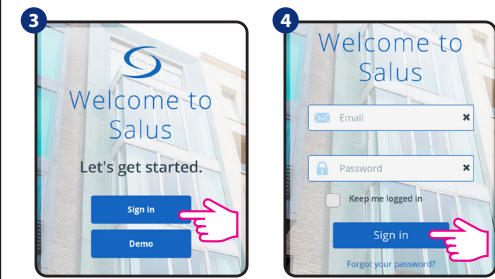 3
Welcome to
Salus
Let's get started.
Sign in
Demo
4
Welcome to
Salus
Email
Password
Keep me logged in
Sign in
Forgot your password?